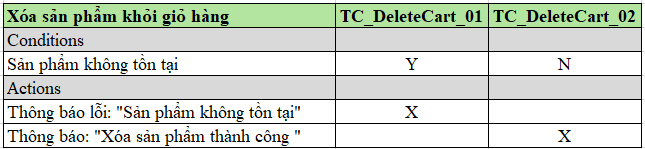 Xóa sản phẩm khỏi giỏ hàng TC_DeleteCart_01 TC_DeleteCart_02
Conditions
Sản phẩm không tồn tại Y N
Actions
Thông báo lỗi: "Sản phẩm không tồn tại" X
Thông báo: "Xóa sản phẩm thành công " X